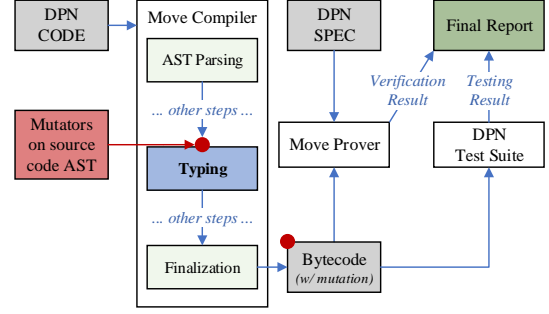 DPN
CODE
Move Compiler
AST Parsing
... other steps ...
Mutators
on source
code AST
Typing
... other steps ...
Finalization
DPN
SPEC
Final Report
Verification
Result
Testing
Result
Move Prover
DPN
Test Suite
Bytecode
(w/ mutation)